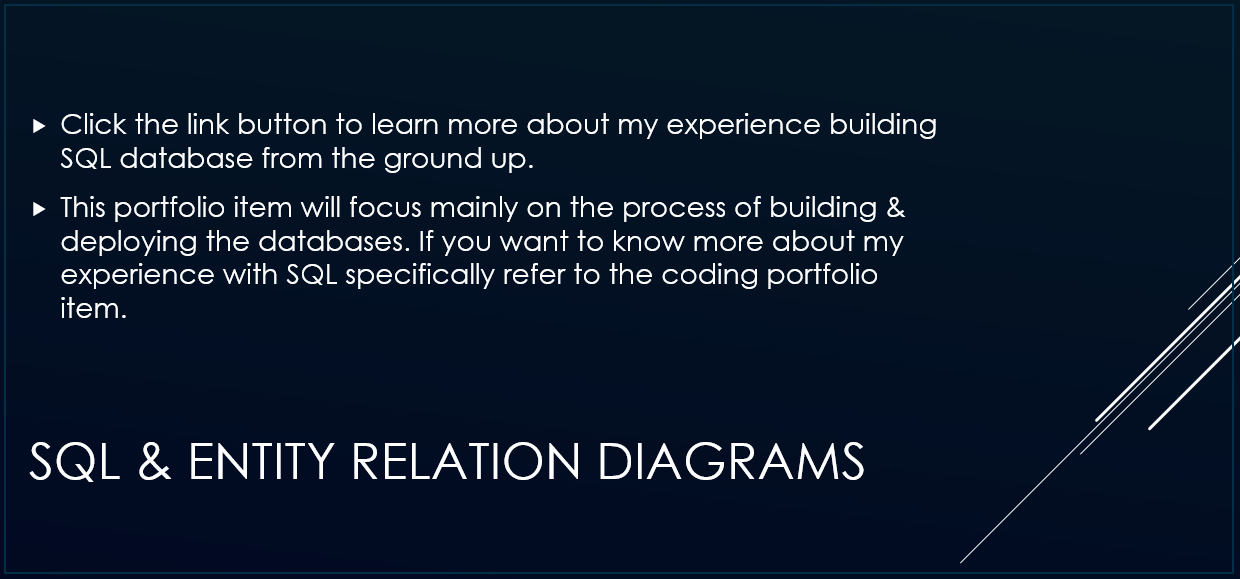 Click the link button to learn more about my experience building
SQL database from the ground up.
This portfolio item will focus mainly on the process of building &
deploying the databases. If you want to know more about my
experience with SQL specifically refer to the coding portfolio
item.
SQL & ENTITY RELATION DIAGRAMS